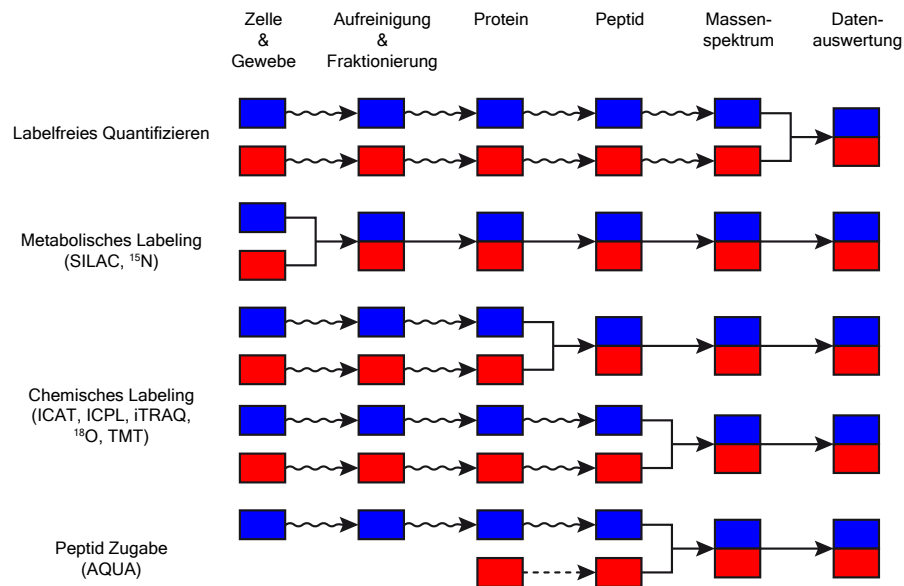 Zelle
&
Gewebe
Aufreinigung
&
Fraktionierung
Protein
Peptid
Massen-
spektrum
Daten-
auswertung
Labelfreies Quantifizieren
Metabolisches Labeling
(SILAC, ¹⁵N)
Chemisches Labeling
(ICAT, ICPL, iTRAQ,
¹⁸O, TMT)
Peptid Zugabe
(AQUA)